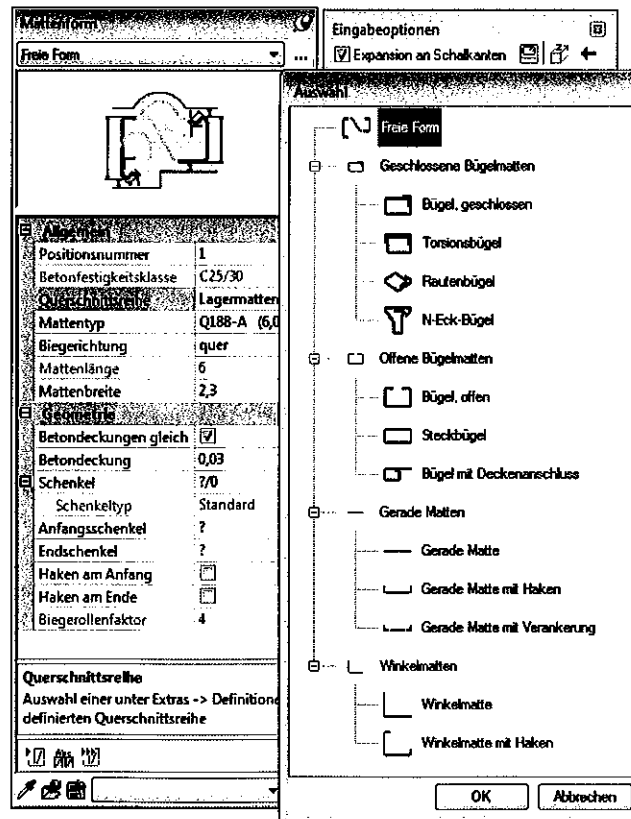 Mattenform
Freie Form
...
Allgemein
Positionsnummer 1
Betonfestigkeitsklasse C25/30
Querschnittsreihe Lagermatten
Mattentyp Q188-A (6,0
Biegerichtung quer
Mattenlänge 6
Mattenbreite 2,3
Geometrie
Betondeckungen gleich
Betondeckung 0,03
Schenkel ?/0
Schenkeltyp Standard
Anfangsschenkel ?
Endschenkel ?
Haken am Anfang
Haken am Ende
Biegerollenfaktor 4
Querschnittsreihe
Auswahl einer unter Extras -> Definitione
definierten Querschnittsreihe
Eingabeoptionen
Expansion an Schalkanten
Auswahl
Freie Form
Geschlossene Bügelmatten
Bügel, geschlossen
Torsionsbügel
Rautenbügel
N-Eck-Bügel
Offene Bügelmatten
Bügel, offen
Steckbügel
Bügel mit Deckenanschluss
Gerade Matten
Gerade Matte
Gerade Matte mit Haken
Gerade Matte mit Verankerung
Winkelmatten
Winkelmatte
Winkelmatte mit Haken
OK Abbrechen